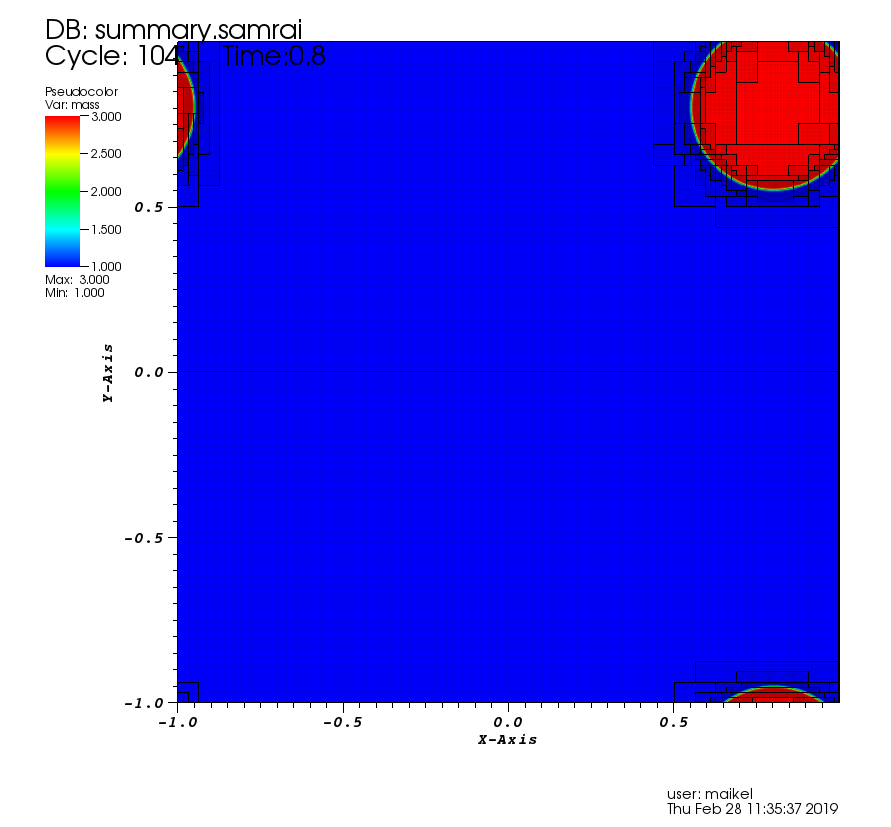 DB: summary.samrai
Cycle: 104 Time:0.8
Pseudocolor
Var: mass
3.000
2.500
2.000
1.500
1.000
Max: 3.000
Min: 1.000
0.5
0.0
-0.5
-1.0
Y-Axis
-1.0 -0.5 0.0 0.5
X-Axis
user: maikel
Thu Feb 28 11:35:37 2019